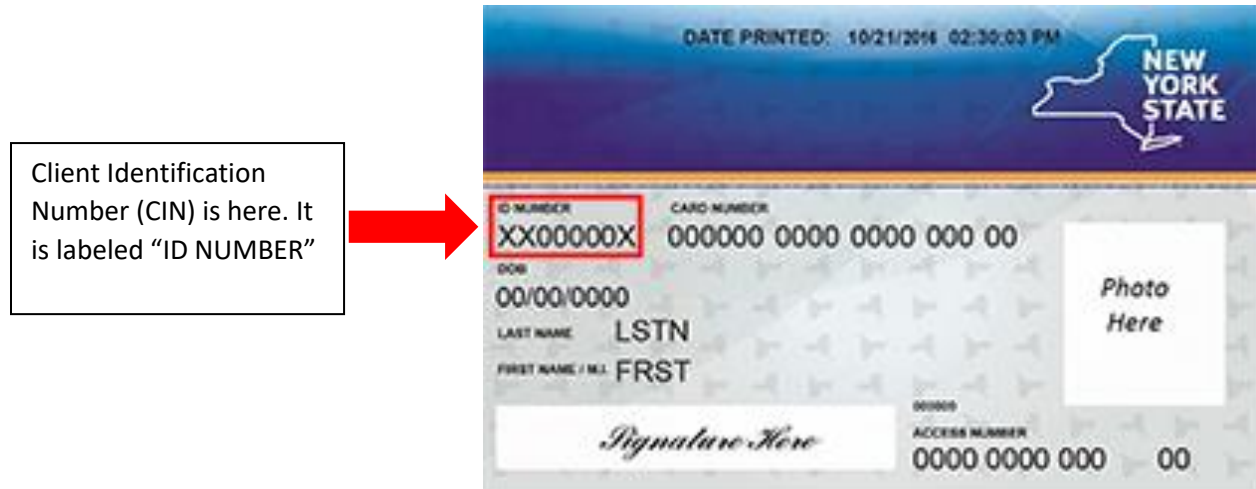 DATE PRINTED: 10/21/2016 02:30:03 PM
NEW
YORK
STATE
Client Identification
Number (CIN) is here. It
is labeled “ID NUMBER”
ID NUMBER CARD NUMBER
XX00000X 000000 0000 0000 000 00
DOB
00/00/0000
LAST NAME LSTN
FIRST NAME / M.I. FRST
Photo
Here
Signature Here
000000
ACCESS NUMBER
0000 0000 000 00